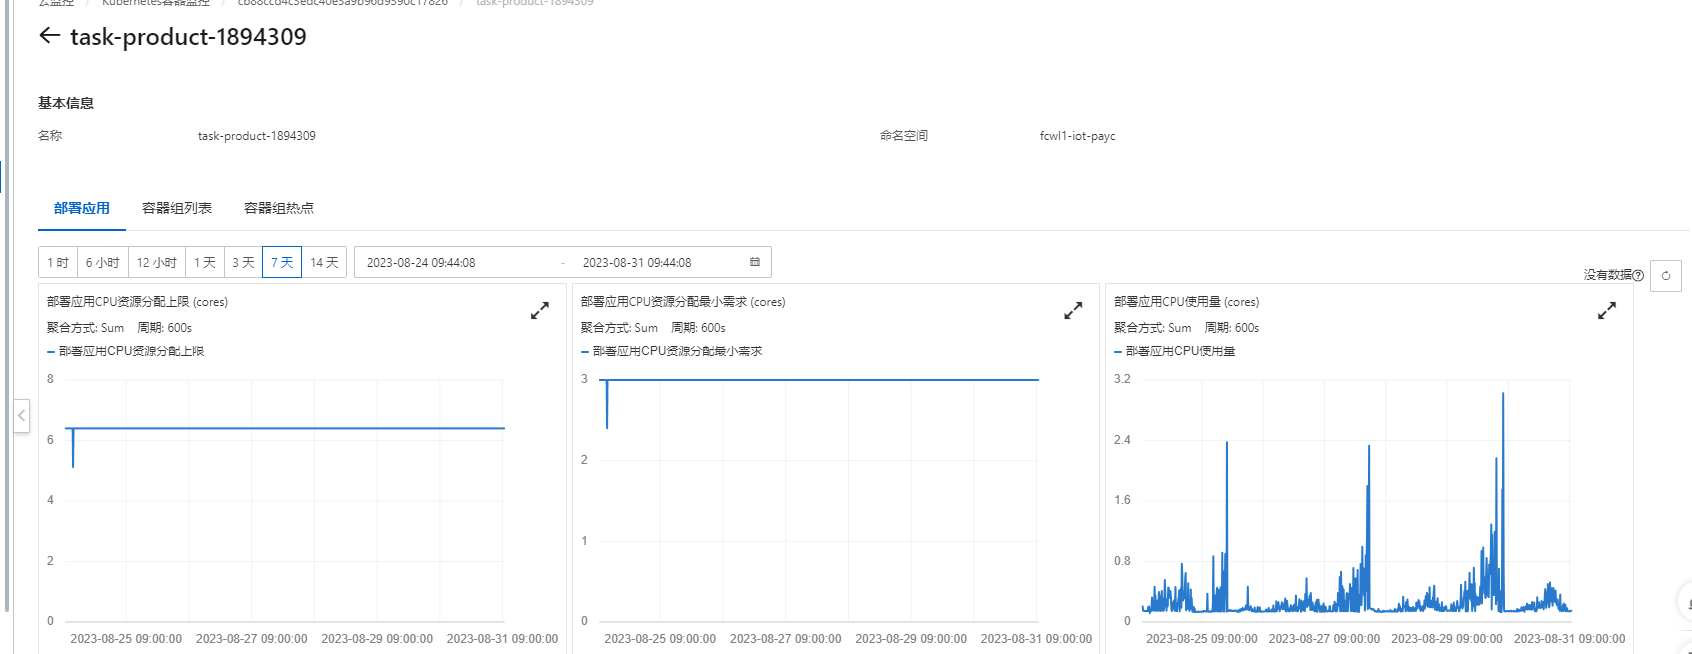 云监控 / Kubernetes容器监控 / cb88ccd4c3edc40e3a9b96d9390c17826 / task-product-1894309
task-product-1894309
基本信息
名称 task-product-1894309 命名空间 fcwl1-iot-payc
部署应用 容器组列表 容器组热点
1 时 6 小时 12 小时 1 天 3 天 7 天 14 天 2023-08-24 09:44:08 - 2023-08-31 09:44:08
没有数据
部署应用CPU资源分配上限 (cores)
聚合方式: Sum 周期: 600s
部署应用CPU资源分配上限
8
6
4
2
0
2023-08-25 09:00:00 2023-08-27 09:00:00 2023-08-29 09:00:00 2023-08-31 09:00:00
部署应用CPU资源分配最小需求 (cores)
聚合方式: Sum 周期: 600s
部署应用CPU资源分配最小需求
3
2
1
0
2023-08-25 09:00:00 2023-08-27 09:00:00 2023-08-29 09:00:00 2023-08-31 09:00:00
部署应用CPU使用量 (cores)
聚合方式: Sum 周期: 600s
部署应用CPU使用量
3.2
2.4
1.6
0.8
0
2023-08-25 09:00:00 2023-08-27 09:00:00 2023-08-29 09:00:00 2023-08-31 09:00:00